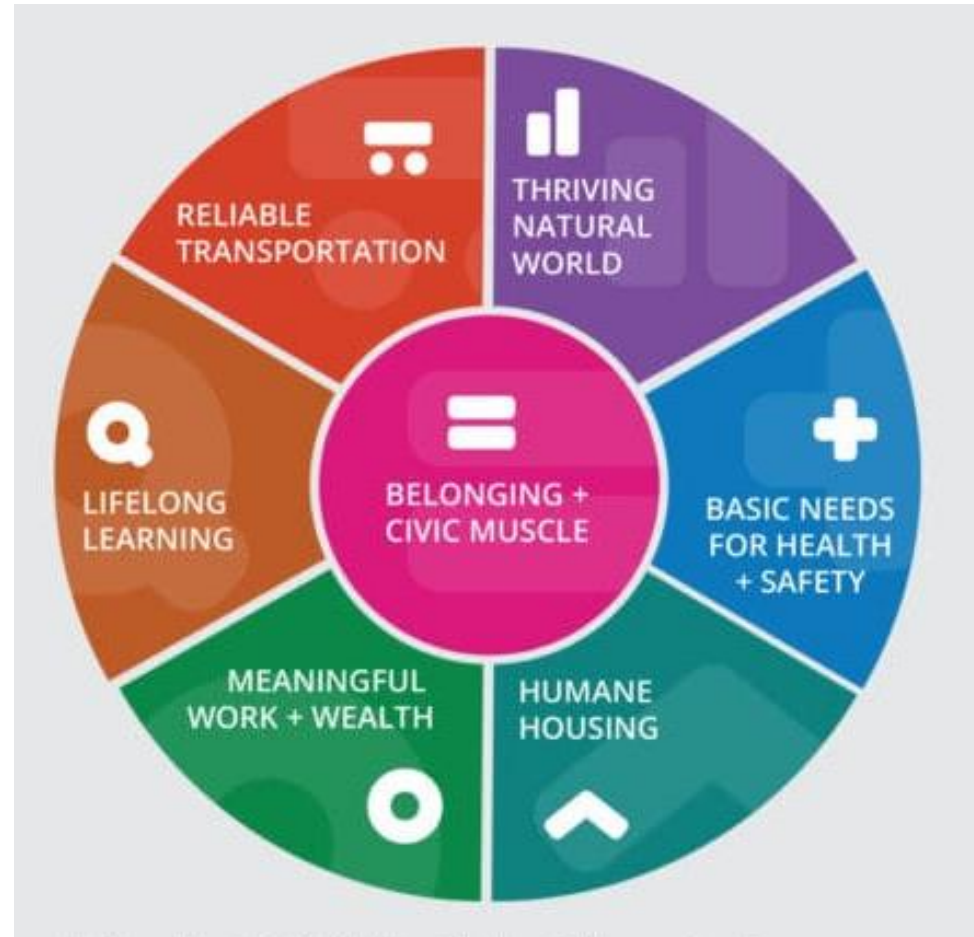 THRIVING
NATURAL
WORLD
BASIC NEEDS
FOR HEALTH
+ SAFETY
HUMANE
HOUSING
MEANINGFUL
WORK + WEALTH
LIFELONG
LEARNING
RELIABLE
TRANSPORTATION
BELONGING +
CIVIC MUSCLE